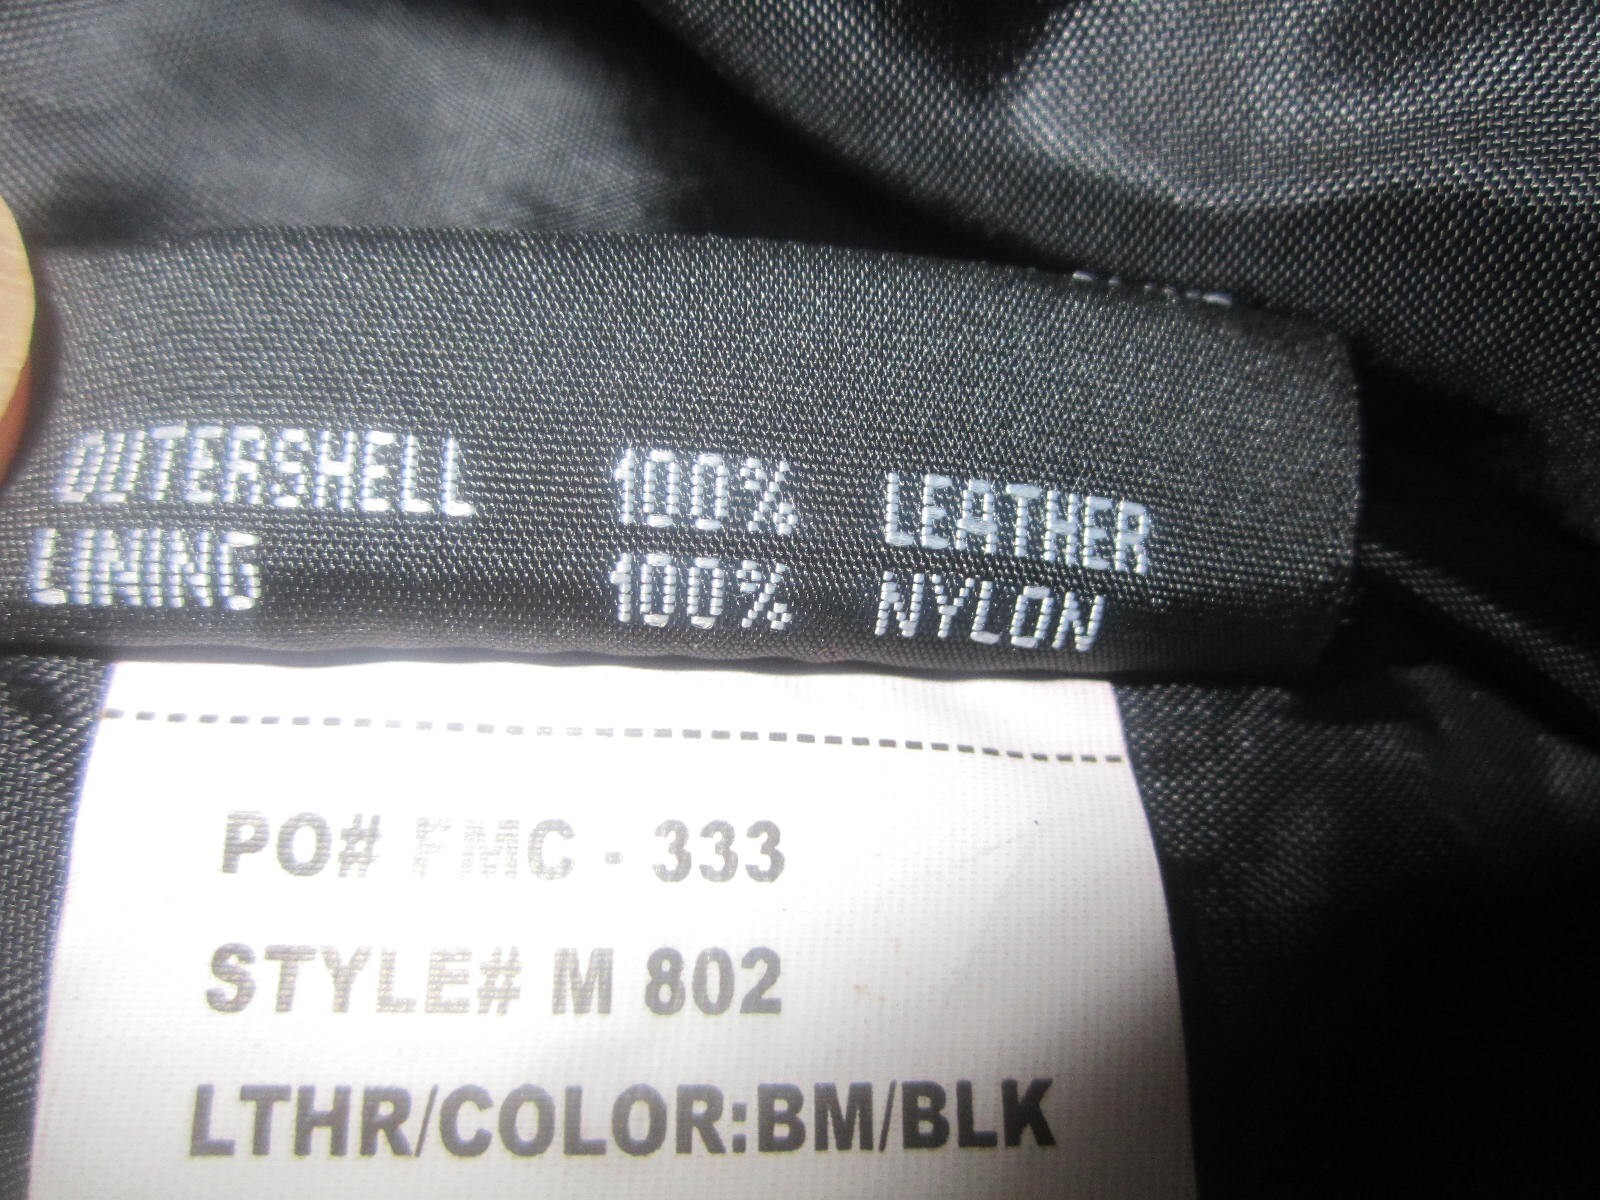 OUTERSHELL 100% LEATHER
LINING 100% NYLON
PO# FMC - 333
STYLE# M 802
LTHR/COLOR:BM/BLK